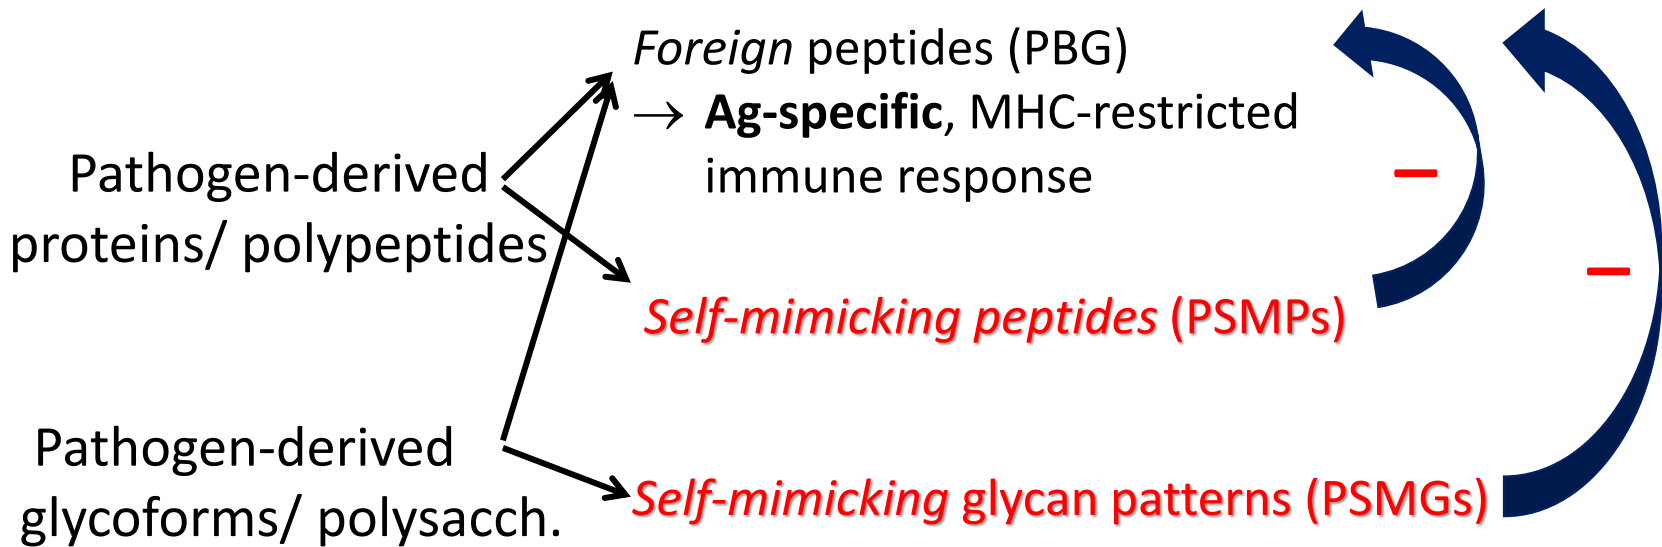 Foreign peptides (PBG)
→ Ag-specific, MHC-restricted
immune response
Pathogen-derived
proteins/ polypeptides
–
–
Self-mimicking peptides (PSMPs)
Pathogen-derived
glycoforms/ polysacch.
Self-mimicking glycan patterns (PSMGs)